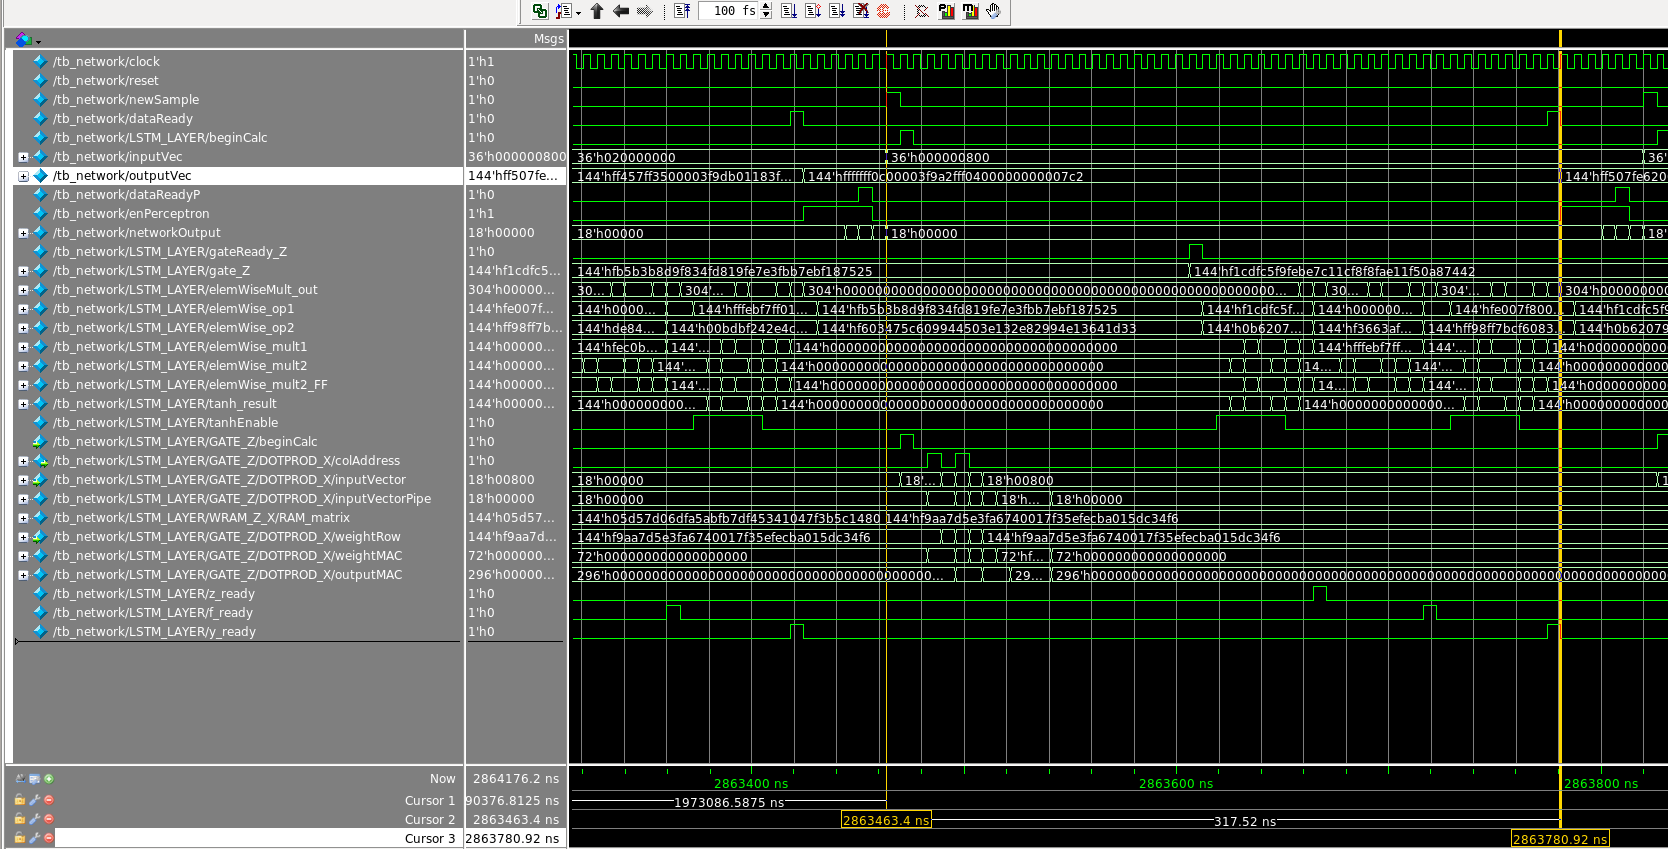 100 fs
Msgs
/tb_network/clock 1'h1
/tb_network/reset 1'h0
/tb_network/newSample 1'h0
/tb_network/dataReady 1'h0
/tb_network/LSTM_LAYER/beginCalc 1'h0
/tb_network/inputVec 36'h000000800 36'h020000000 36'h000000800 36'
/tb_network/outputVec 144'hff507fe... 144'hff457ff3500003f9db01183f... 144'hfffffff0c00003f9a2fff0400000000007c2 144'hff507fe620
/tb_network/dataReadyP 1'h0
/tb_network/enPerceptron 1'h1
/tb_network/networkOutput 18'h00000 18'h00000 18'h00000 18'
/tb_network/LSTM_LAYER/gateReady_Z 1'h0
/tb_network/LSTM_LAYER/gate_Z 144'hf1cdfc5... 144'hfb5b3b8d9f834fd819fe7e3fbb7ebf187525 144'hf1cdfc5f9febe7c11cf8f8fae11f50a87442
/tb_network/LSTM_LAYER/elemWiseMult_out 304'h00000... 30... 304'... 304'h0000000000000000000000000000000000000000000000000... 30... 304'... 304'h000000000
/tb_network/LSTM_LAYER/elemWise_op1 144'hfe007f... 144'h0000... 144'hfffebf7ff01... 144'hfb5b3b8d9f834fd819fe7e3fbb7ebf187525 144'hf1cdfc5f... 144'h000000... 144'hfe007f800... 144'hf1cdfc5f9
/tb_network/LSTM_LAYER/elemWise_op2 144'hff98ff7b... 144'hde84... 144'h00bdbf242e4c... 144'hf603475c609944503e132e82994e13641d33 144'h0b6207... 144'hf3663af... 144'hff98ff7bdf6083... 144'h0b62079
/tb_network/LSTM_LAYER/elemWise_mult1 144'h00000... 144'hfec0b... 144'... 144'h000000000000000000000000000000000000 144'hfffebf7ff... 144'... 144'h0000000
/tb_network/LSTM_LAYER/elemWise_mult2 144'h00000... 144'... 144'h000000000000000000000000000000000000 14... 144'... 144'h000000000
/tb_network/LSTM_LAYER/elemWise_mult2_FF 144'h00000... 144'... 144'h000000000000000000000000000000000000 14... 144'... 144'h0000000
/tb_network/LSTM_LAYER/tanh_result 144'h00000... 144'h000000000... 144'h000000000000000000000000000000000000 144'h0000000000000... 144'h000000000
/tb_network/LSTM_LAYER/tanhEnable 1'h0
/tb_network/LSTM_LAYER/GATE_Z/beginCalc 1'h0
/tb_network/LSTM_LAYER/GATE_Z/DOTPROD_X/colAddress 1'h0
/tb_network/LSTM_LAYER/GATE_Z/DOTPROD_X/inputVector 18'h00800 18'h00000 18'... 18'h00800 1
/tb_network/LSTM_LAYER/GATE_Z/DOTPROD_X/inputVectorPipe 18'h00000 18'h00000 18'h... 18'h00000
/tb_network/LSTM_LAYER/WRAM_Z_X/RAM_matrix 144'h05d57... 144'h05d57d06dfa5abfb7df45341047f3b5c1480 144'hf9aa7d5e3fa6740017f35efecba015dc34f6
/tb_network/LSTM_LAYER/GATE_Z/DOTPROD_X/weightRow 144'hf9aa7d... 144'hf9aa7d5e3fa6740017f35efecba015dc34f6 144'hf9aa7d5e3fa6740017f35efecba015dc34f6
/tb_network/LSTM_LAYER/GATE_Z/DOTPROD_X/weightMAC 72'h000000... 72'h000000000000000000 72'hf... 72'h000000000000000000
/tb_network/LSTM_LAYER/GATE_Z/DOTPROD_X/outputMAC 296'h00000... 296'h0000000000000000000000000000000000000... 29... 296'h00000000000000000000000000000000000000000000000000000000000000
/tb_network/LSTM_LAYER/z_ready 1'h0
/tb_network/LSTM_LAYER/f_ready 1'h0
/tb_network/LSTM_LAYER/y_ready 1'h0
Now 2864176.2 ns 2863400 ns 2863600 ns 2863800 ns
Cursor 1 90376.8125 ns 1973086.5875 ns
Cursor 2 2863463.4 ns 2863463.4 ns 317.52 ns
Cursor 3 2863780.92 ns 2863780.92 ns